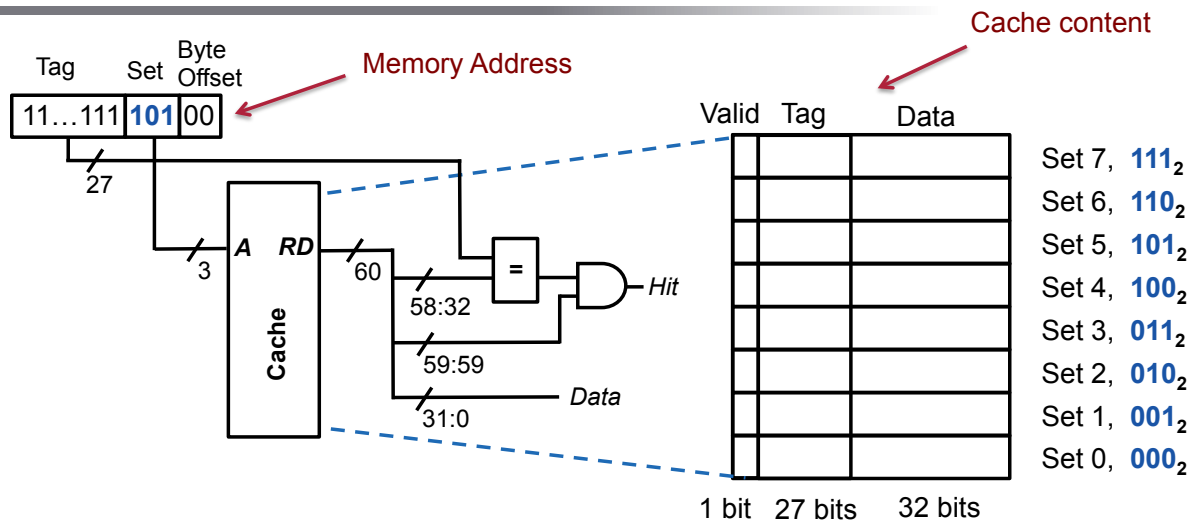 Cache content
Memory Address
Tag Set Byte Offset
11…111 101 00
27
3
A RD
Cache
60
=
58:32
59:59
31:0
Hit
Data
Valid Tag Data
Set 7, 111₂
Set 6, 110₂
Set 5, 101₂
Set 4, 100₂
Set 3, 011₂
Set 2, 010₂
Set 1, 001₂
Set 0, 000₂
1 bit 27 bits 32 bits